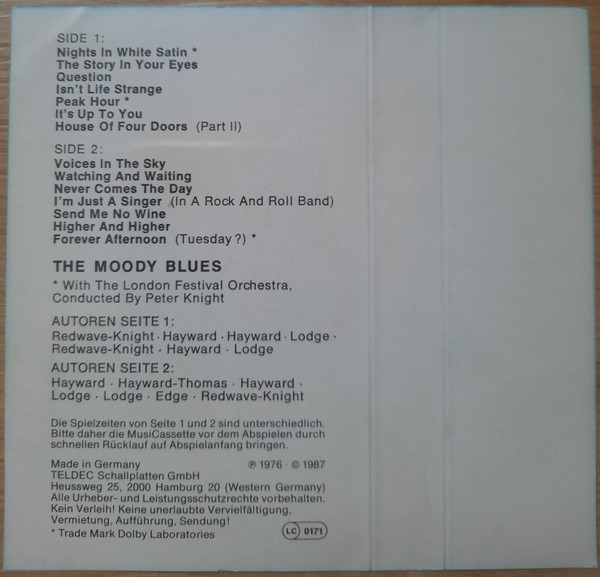 SIDE 1:
Nights In White Satin *
The Story In Your Eyes
Question
Isn't Life Strange
Peak Hour *
It's Up To You
House Of Four Doors (Part II)
SIDE 2:
Voices In The Sky
Watching And Waiting
Never Comes The Day
I'm Just A Singer (In A Rock And Roll Band)
Send Me No Wine
Higher And Higher
Forever Afternoon (Tuesday?) *
THE MOODY BLUES
* With The London Festival Orchestra,
Conducted By Peter Knight
AUTOREN SEITE 1:
Redwave-Knight · Hayward · Hayward · Lodge ·
Redwave-Knight · Hayward · Lodge
AUTOREN SEITE 2:
Hayward · Hayward-Thomas · Hayward ·
Lodge · Lodge · Edge · Redwave-Knight
Die Spielzeiten von Seite 1 und 2 sind unterschiedlich.
Bitte daher die MusiCassette vor dem Abspielen durch
schnellen Rücklauf auf Abspielanfang bringen.
Made in Germany ℗ 1976 · © 1987
TELDEC Schallplatten GmbH
Heussweg 25, 2000 Hamburg 20 (Western Germany)
Alle Urheber- und Leistungsschutzrechte vorbehalten.
Kein Verleih! Keine unerlaubte Vervielfältigung,
Vermietung, Aufführung, Sendung!
* Trade Mark Dolby Laboratories LC 0171